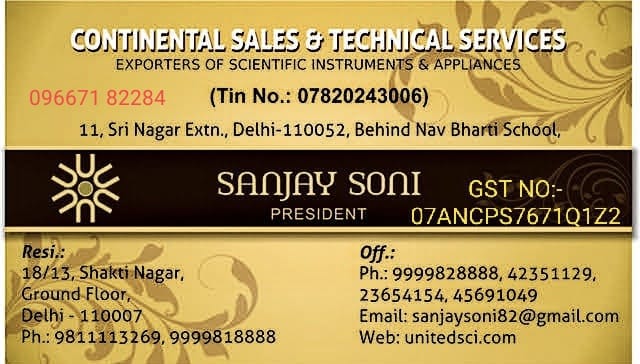 CONTINENTAL SALES & TECHNICAL SERVICES
EXPORTERS OF SCIENTIFIC INSTRUMENTS & APPLIANCES
096671 82284 (Tin No.: 07820243006)
11, Sri Nagar Extn., Delhi-110052, Behind Nav Bharti School,
SANJAY SONI
PRESIDENT
GST NO:-
07ANCPS7671Q1Z2
Resi.:
18/13, Shakti Nagar,
Ground Floor,
Delhi - 110007
Ph.: 9811113269, 9999818888
Off.:
Ph.: 9999828888, 42351129,
23654154, 45691049
Email: sanjaysoni82@gmail.com
Web: unitedsci.com